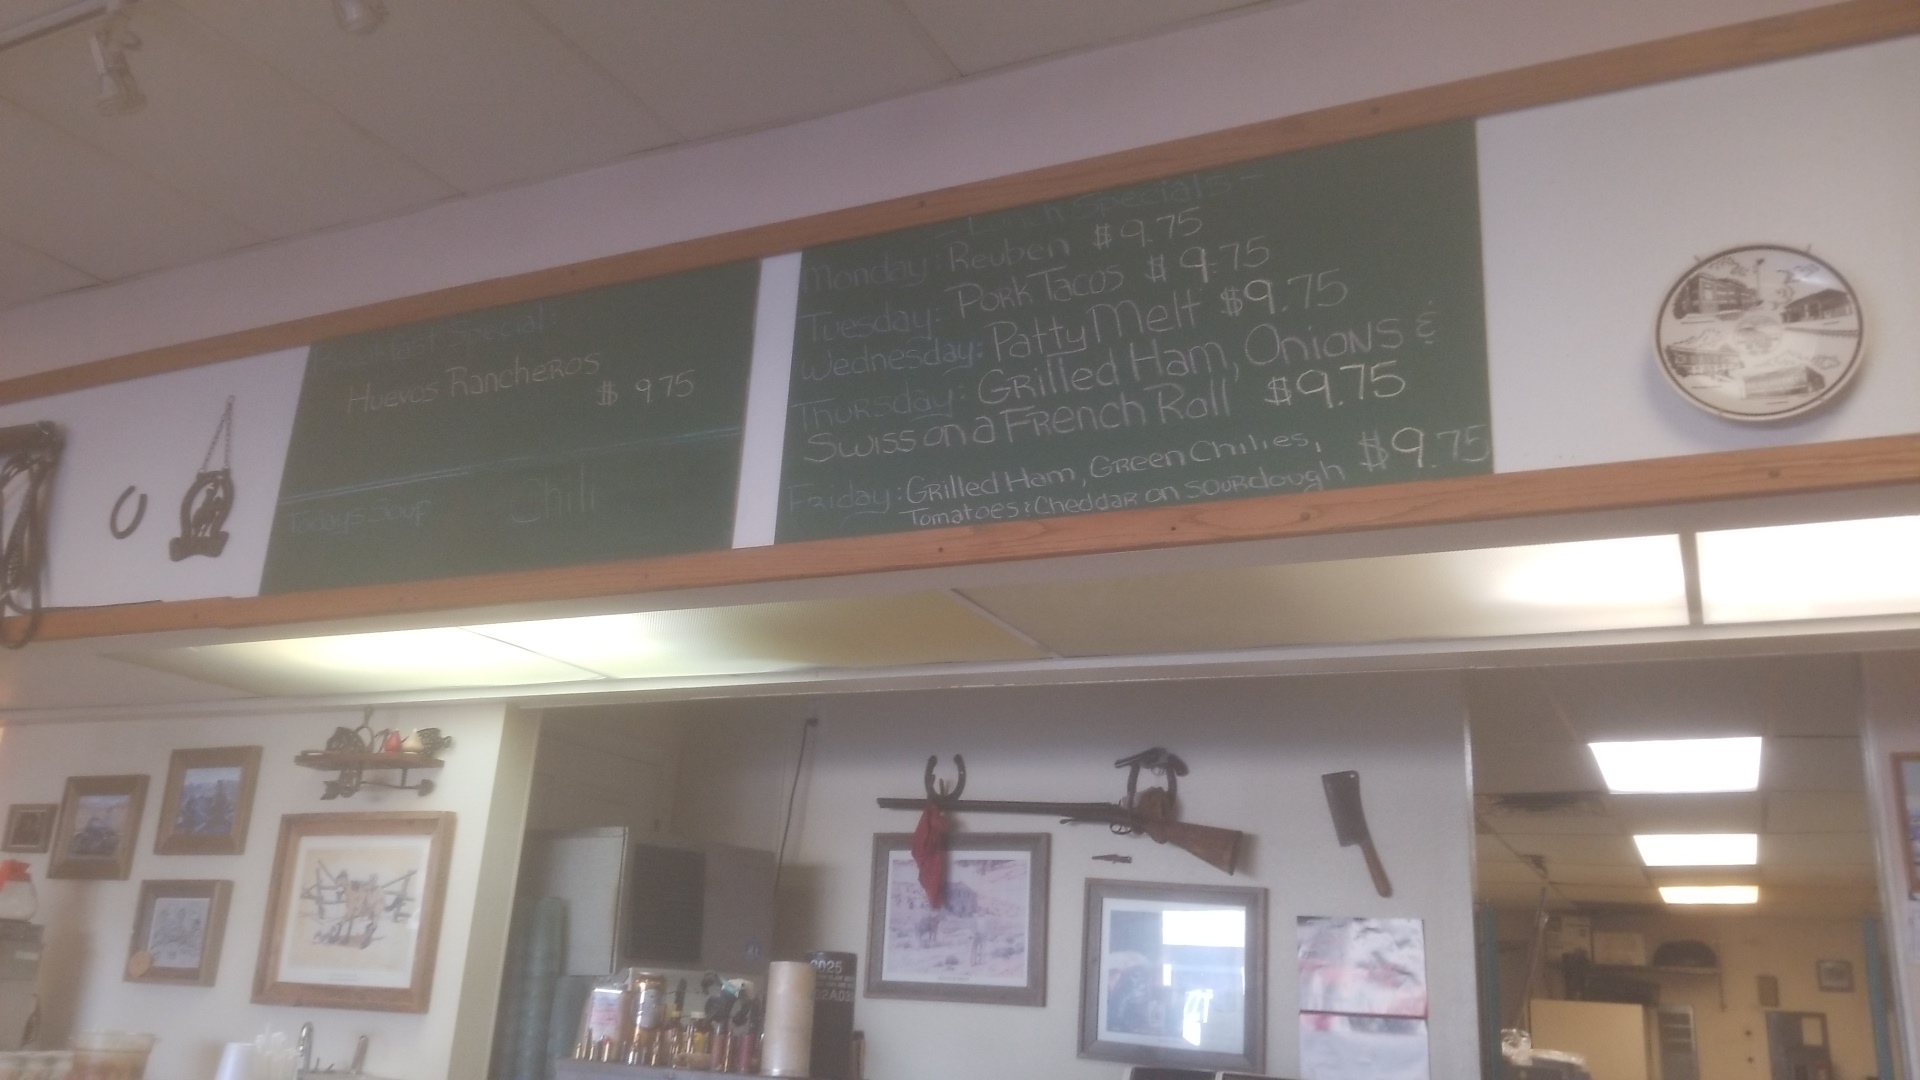 Breakfast Special:
Huevos Rancheros
$ 9.75
Todays Soup Chili
- Lunch Specials -
Monday: Reuben $9.75
Tuesday: Pork Tacos $9.75
Wednesday: Patty Melt $9.75
Thursday: Grilled Ham, Onions &
Swiss on a French Roll $9.75
Friday: Grilled Ham, Green Chilies, $9.75
Tomatoes & Cheddar on sourdough